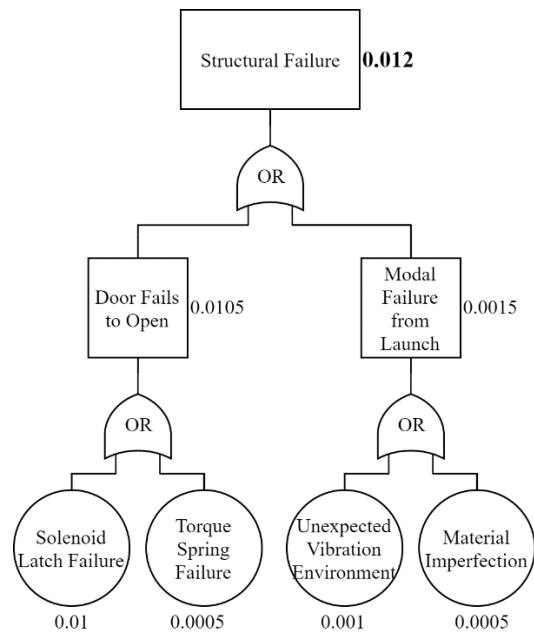 Structural Failure
0.012
OR
Door Fails
to Open
0.0105
Modal
Failure
from
Launch
0.0015
OR
OR
Solenoid
Latch Failure
Torque
Spring
Failure
Unexpected
Vibration
Environment
Material
Imperfection
0.01
0.0005
0.001
0.0005